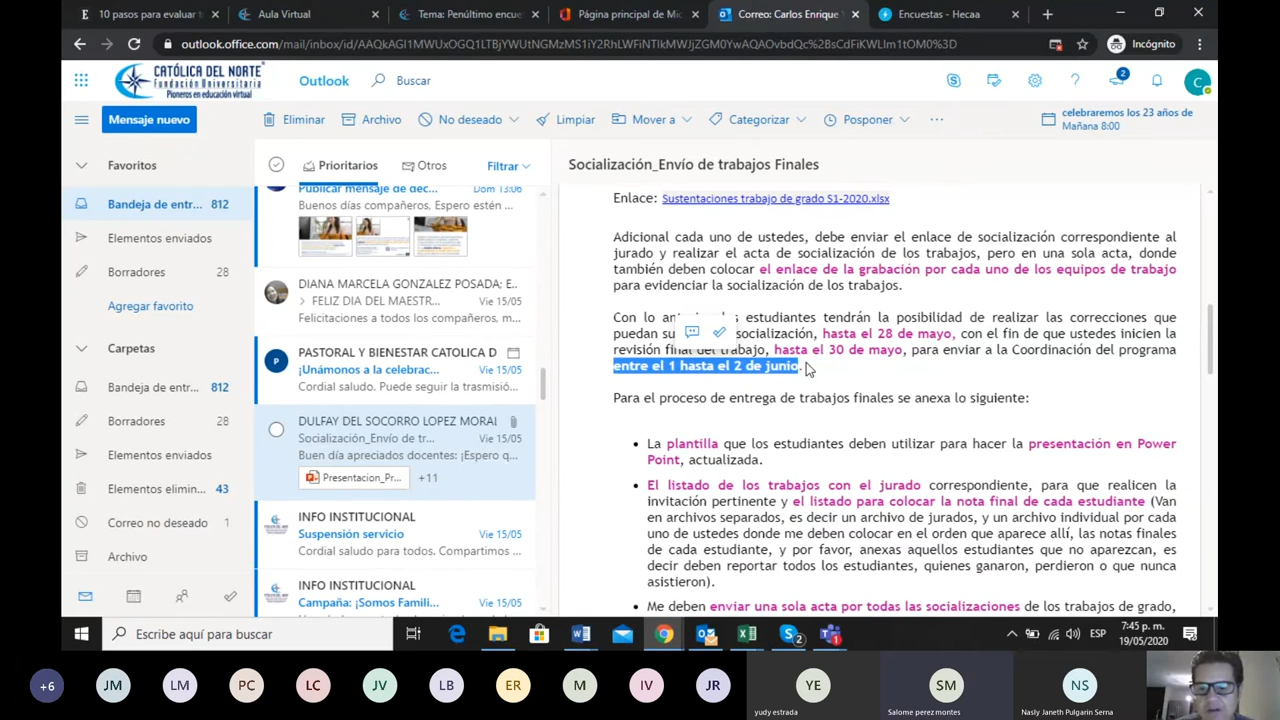 10 pasos para evaluar t
Aula Virtual
Tema: Penúltimo encue
Página principal de Mic
Correo: Carlos Enrique
Encuestas - Hecaa
outlook.office.com/mail/inbox/id/AAQkAGI1MWUxOGQ1LTBjYWUtNGMzMS1iY2RhLWFiNTlkMWJjZGM0YwAQAOvbdQc%2BsCdFiKWLIm1tOM0%3D
Incógnito
CATÓLICA DEL NORTE
Fundación Universitaria
Pioneros en educación virtual
Outlook
Buscar
2
C
Mensaje nuevo
Eliminar
Archivo
No deseado
Limpiar
Mover a
Categorizar
Posponer
celebraremos los 23 años de
Mañana 8:00
Favoritos
Bandeja de entr... 812
Elementos enviados
Borradores 28
Agregar favorito
Carpetas
Bandeja de entr... 812
Borradores 28
Elementos enviados
Elementos elimin... 43
Correo no deseado 1
Archivo
Prioritarios
Otros
Filtrar
Publicar mensaje de dec... Dom 13:06
Buenos días compañeros. Espero estén ...
DIANA MARCELA GONZALEZ POSADA; E..
FELIZ DIA DEL MAESTR... Vie 15/05
Felicitaciones a todos los compañeros, m...
P
PASTORAL Y BIENESTAR CATOLICA D
¡Unámonos a la celebrac... Vie 15/05
Cordial saludo. Puede seguir la trasmisió...
DULFAY DEL SOCORRO LOPEZ MORAL
Socialización_Envío de tr... Vie 15/05
Buen día apreciados docentes: ¡Espero q...
Presentacion_Pr... +11
INFO INSTITUCIONAL
Suspensión servicio Vie 15/05
Cordial saludo para todos. Compartimos ...
INFO INSTITUCIONAL
Campaña: ¡Somos Famili... Vie 15/05
Socialización_Envío de trabajos Finales
Enlace: Sustentaciones trabajo de grado S1-2020.xlsx
Adicional cada uno de ustedes, debe enviar el enlace de socialización correspondiente al
jurado y realizar el acta de socialización de los trabajos, pero en una sola acta, donde
también deben colocar el enlace de la grabación por cada uno de los equipos de trabajo
para evidenciar la socialización de los trabajos.
Con lo an estudiantes tendrán la posibilidad de realizar las correcciones que
puedan su socialización, hasta el 28 de mayo, con el fin de que ustedes inicien la
revisión final del trabajo, hasta el 30 de mayo, para enviar a la Coordinación del programa
entre el 1 hasta el 2 de junio.
Para el proceso de entrega de trabajos finales se anexa lo siguiente:
• La plantilla que los estudiantes deben utilizar para hacer la presentación en Power
Point, actualizada.
• El listado de los trabajos con el jurado correspondiente, para que realicen la
invitación pertinente y el listado para colocar la nota final de cada estudiante (Van
en archivos separados, es decir un archivo de jurados, y un archivo individual por cada
uno de ustedes donde me deben colocar en el orden que aparece allí, las notas finales
de cada estudiante, y por favor, anexas aquellos estudiantes que no aparezcan, es
decir deben reportar todos los estudiantes, quienes ganaron, perdieron o que nunca
asistieron).
• Me deben enviar una sola acta por todas las socializaciones de los trabajos de grado,
Escribe aquí para buscar
2
1
ESP
7:45 p. m.
19/05/2020
+6
JM
LM
PC
LC
JV
LB
ER
M
IV
JR
YE
yudy estrada
SM
Salome perez montes
NS
Nasly Janeth Pulgarin Serna